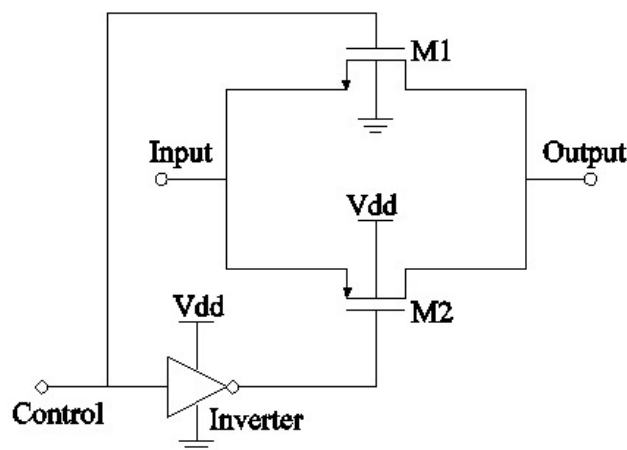 M1
Input
Output
Vdd
Vdd
M2
Control
Inverter